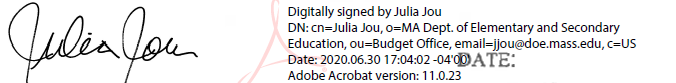 Julia Jou
Digitally signed by Julia Jou
DN: cn=Julia Jou, o=MA Dept. of Elementary and Secondary
Education, ou=Budget Office, email=jjou@doe.mass.edu, c=US
Date: 2020.06.30 17:04:02 -04'00'
DATE:
Adobe Acrobat version: 11.0.23